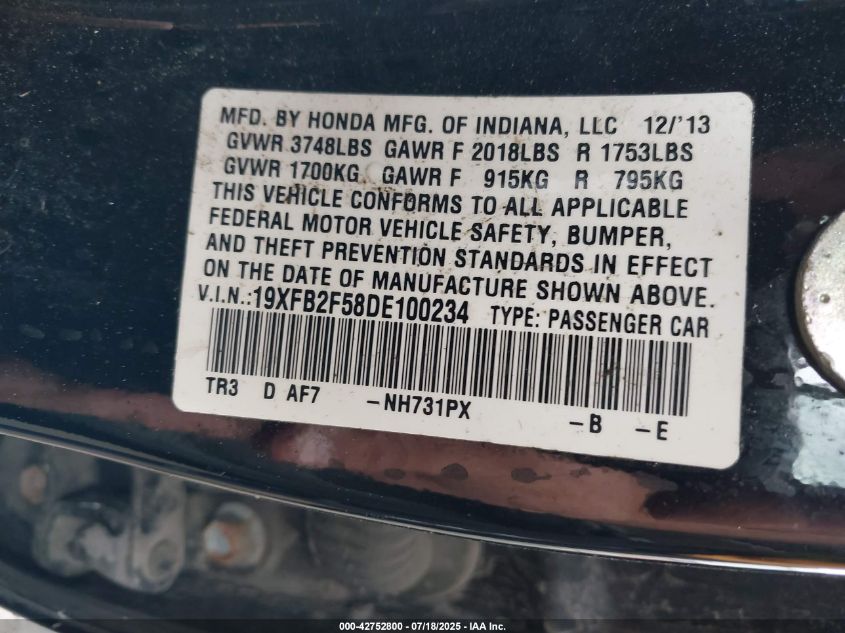 MFD. BY HONDA MFG. OF INDIANA, LLC 12/'13
GVWR 3748LBS GAWR F 2018LBS R 1753LBS
GVWR 1700KG GAWR F 915KG R 795KG
THIS VEHICLE CONFORMS TO ALL APPLICABLE
FEDERAL MOTOR VEHICLE SAFETY, BUMPER,
AND THEFT PREVENTION STANDARDS IN EFFECT
ON THE DATE OF MANUFACTURE SHOWN ABOVE.
V.I.N.:19XFB2F58DE100234 TYPE: PASSENGER CAR
TR3 D AF7 -NH731PX -B -E
000-42752800 - 07/18/2025 - IAA Inc.